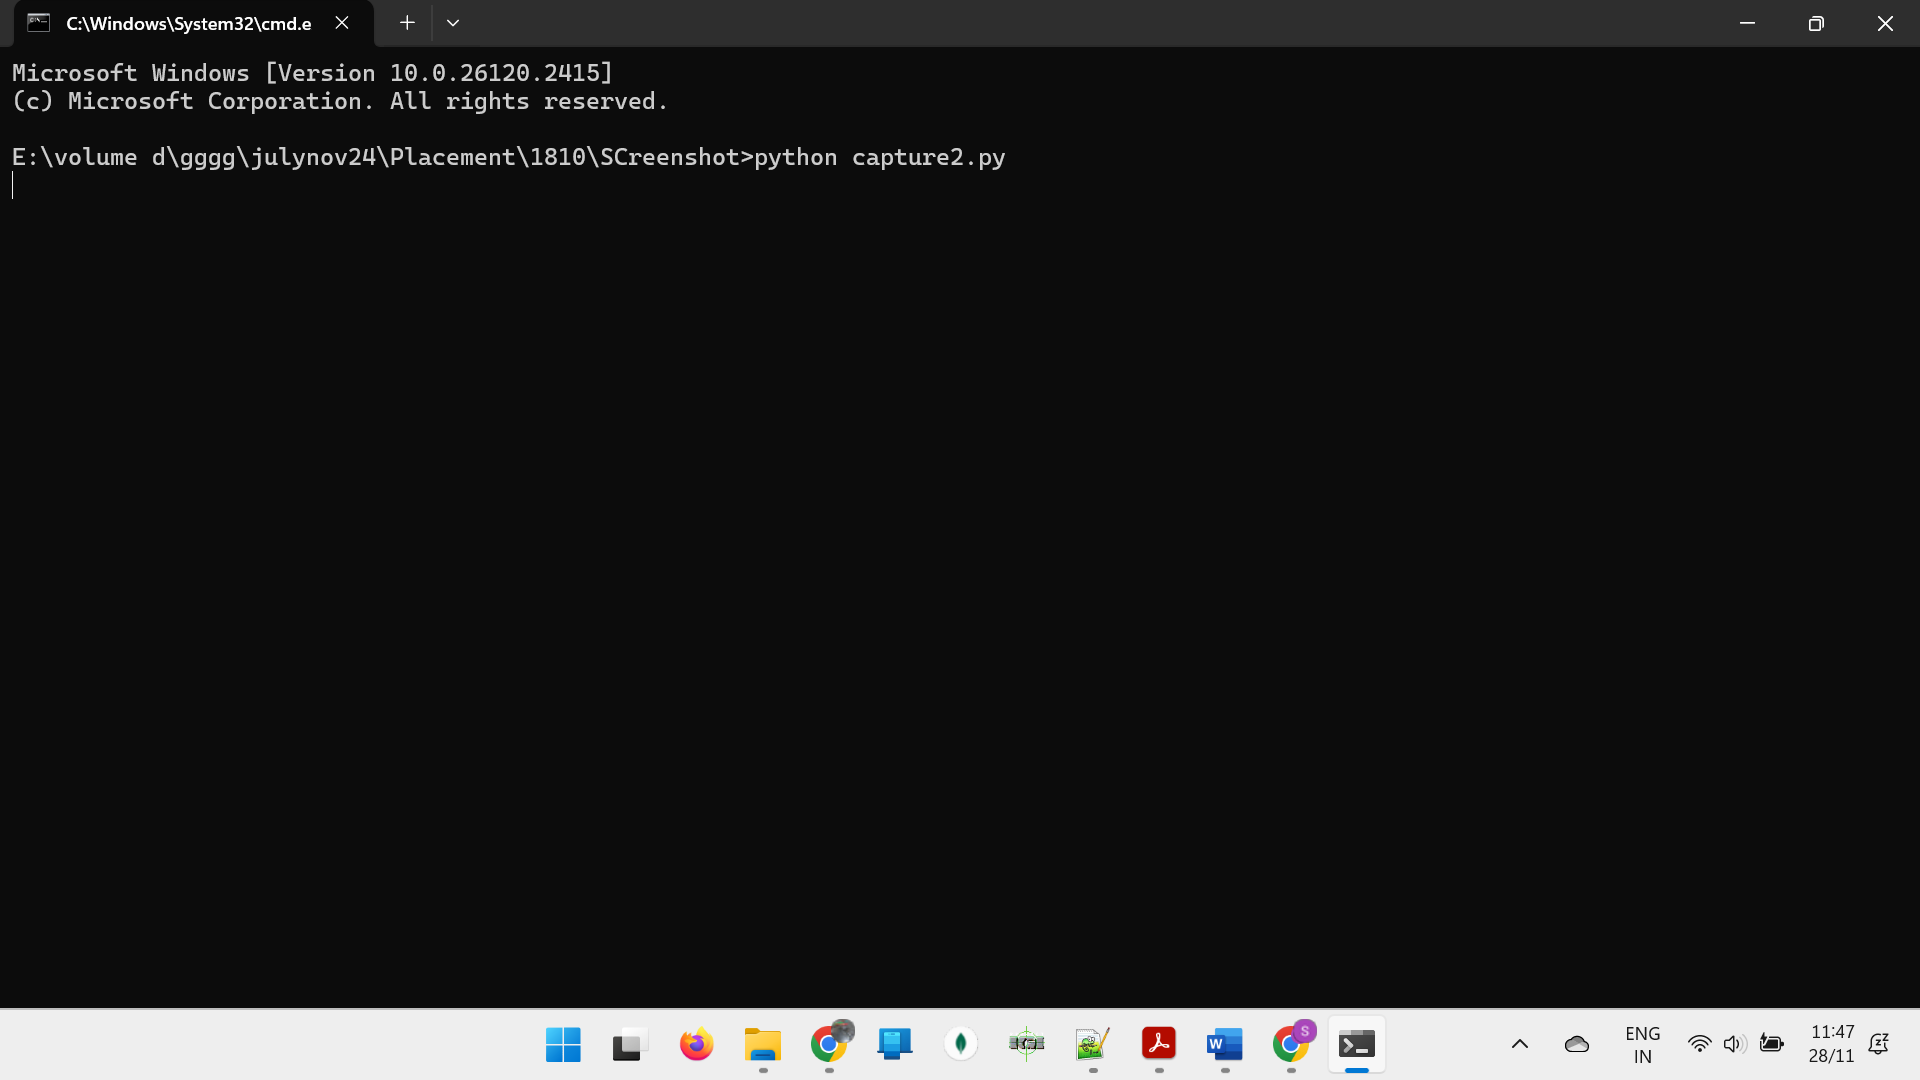 C:\Windows\System32\cmd.e
Microsoft Windows [Version 10.0.26120.2415]
(c) Microsoft Corporation. All rights reserved.
E:\volume d\gggg\julynov24\Placement\1810\SCreenshot>python capture2.py
S
W
ENG
IN
11:47
28/11